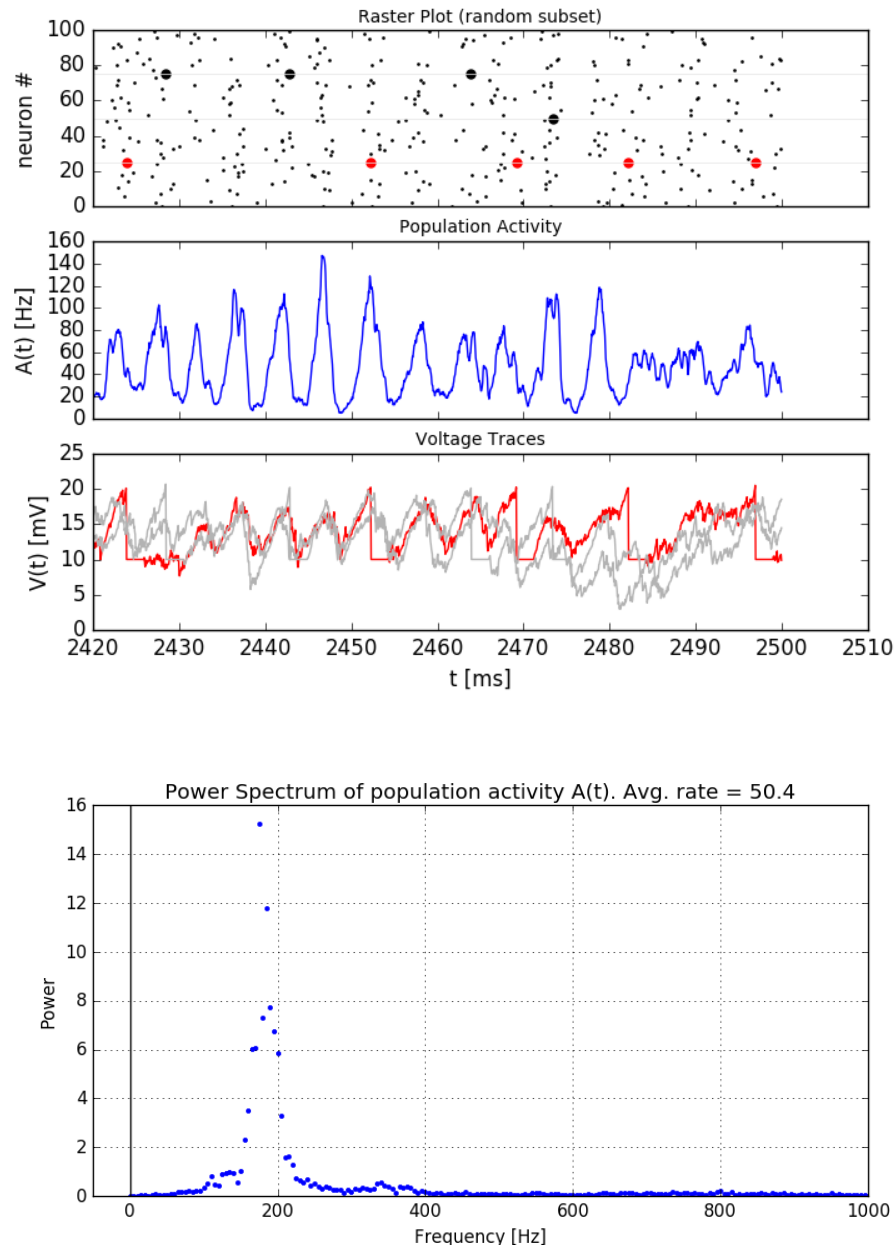 Raster Plot (random subset)
100
80
60
40
20
0
neuron #
Population Activity
160
140
120
100
80
60
40
20
0
A(t) [Hz]
Voltage Traces
25
20
15
10
5
0
V(t) [mV]
2420 2430 2440 2450 2460 2470 2480 2490 2500 2510
t [ms]
Power Spectrum of population activity A(t). Avg. rate = 50.4
16
14
12
10
8
6
4
2
0
Power
0 200 400 600 800 1000
Frequency [Hz]